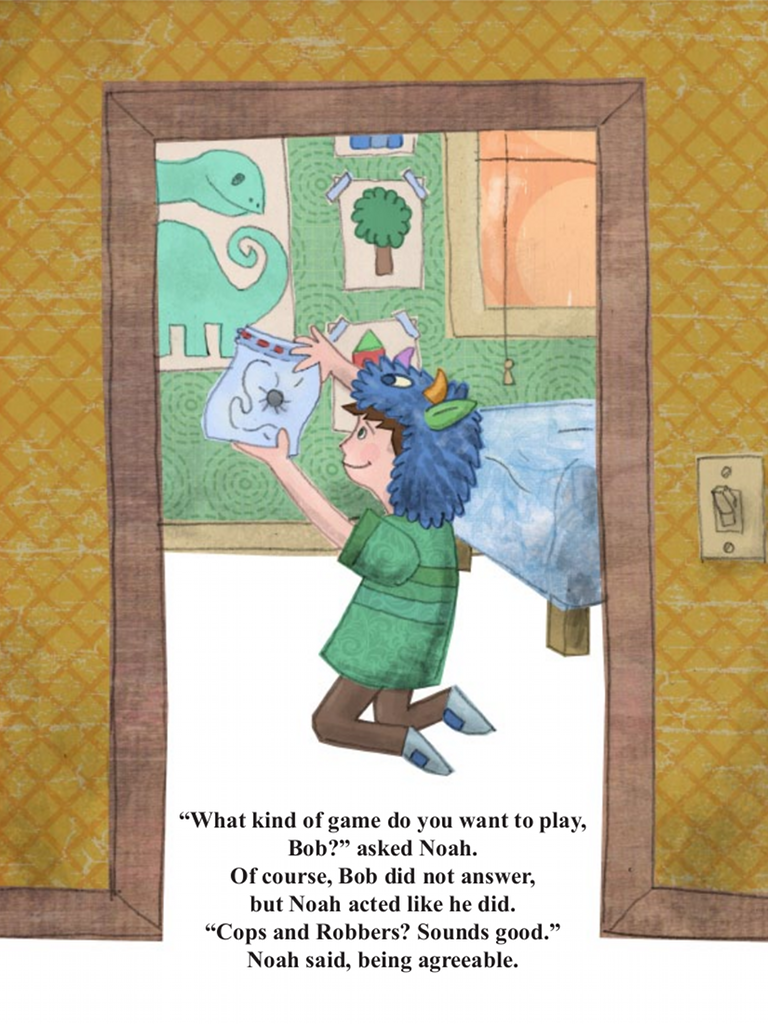 “What kind of game do you want to play,
Bob?” asked Noah.
Of course, Bob did not answer,
but Noah acted like he did.
“Cops and Robbers? Sounds good.”
Noah said, being agreeable.